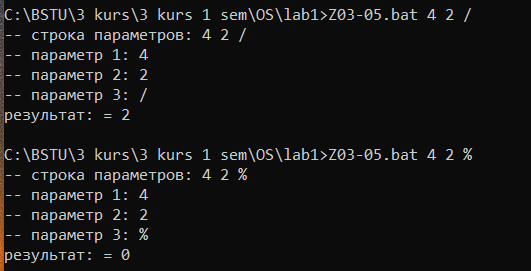 C:\BSTU\3 kurs\3 kurs 1 sem\OS\lab1>Z03-05.bat 4 2 /
-- строка параметров: 4 2 /
-- параметр 1: 4
-- параметр 2: 2
-- параметр 3: /
результат: = 2
C:\BSTU\3 kurs\3 kurs 1 sem\OS\lab1>Z03-05.bat 4 2 %
-- строка параметров: 4 2 %
-- параметр 1: 4
-- параметр 2: 2
-- параметр 3: %
результат: = 0